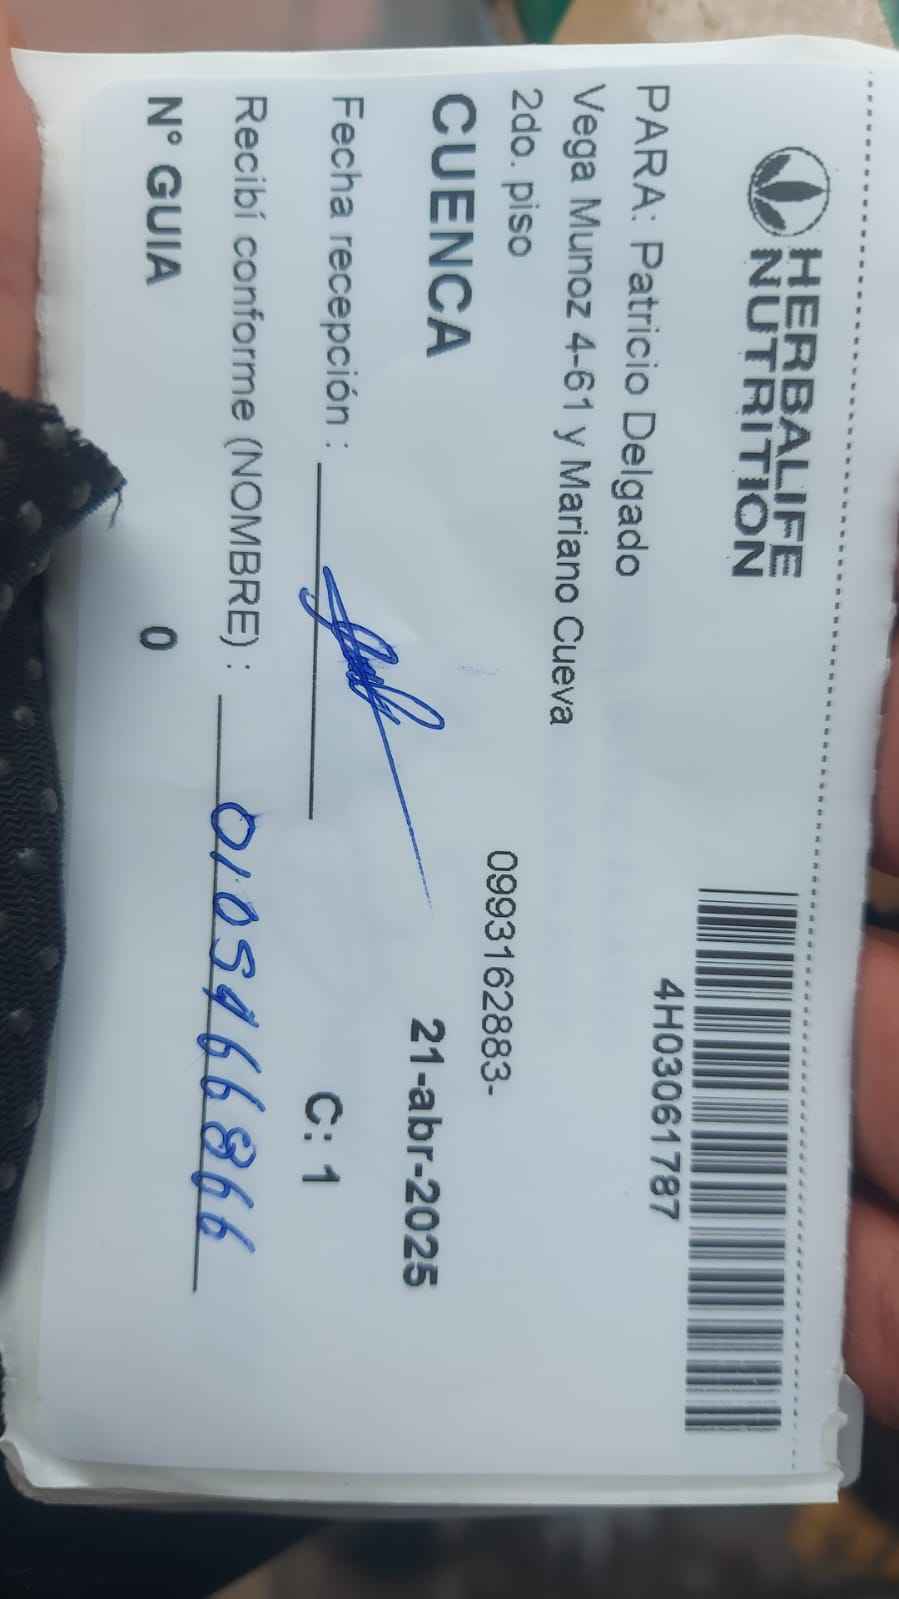 HERBALIFE
NUTRITION
4H03061787
PARA: Patricio Delgado
Vega Munoz 4-61 y Mariano Cueva
2do. piso
0993162883-
CUENCA
21-abr-2025
Fecha recepción :
C: 1
Recibí conforme (NOMBRE) : 0105466866
N° GUIA 0